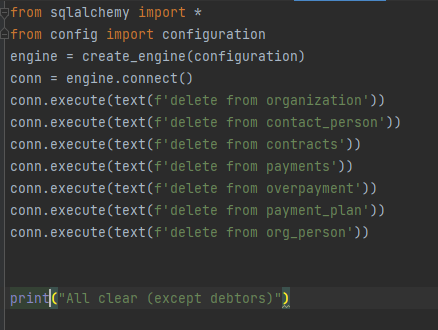 from sqlalchemy import *
from config import configuration
engine = create_engine(configuration)
conn = engine.connect()
conn.execute(text(f'delete from organization'))
conn.execute(text(f'delete from contact_person'))
conn.execute(text(f'delete from contracts'))
conn.execute(text(f'delete from payments'))
conn.execute(text(f'delete from overpayment'))
conn.execute(text(f'delete from payment_plan'))
conn.execute(text(f'delete from org_person'))
print("All clear (except debtors)")